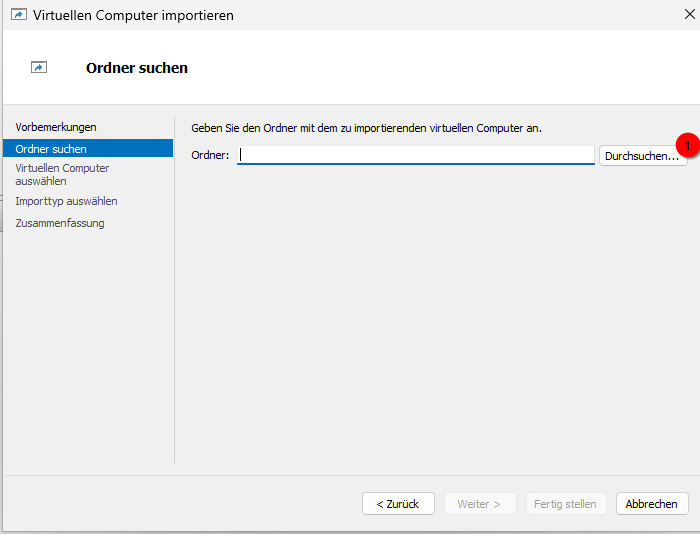 Virtuellen Computer importieren
Ordner suchen
Vorbemerkungen
Ordner suchen
Virtuellen Computer
auswählen
Importtyp auswählen
Zusammenfassung
Geben Sie den Ordner mit dem zu importierenden virtuellen Computer an.
Ordner:
Durchsuchen...
1
< Zurück
Weiter >
Fertig stellen
Abbrechen